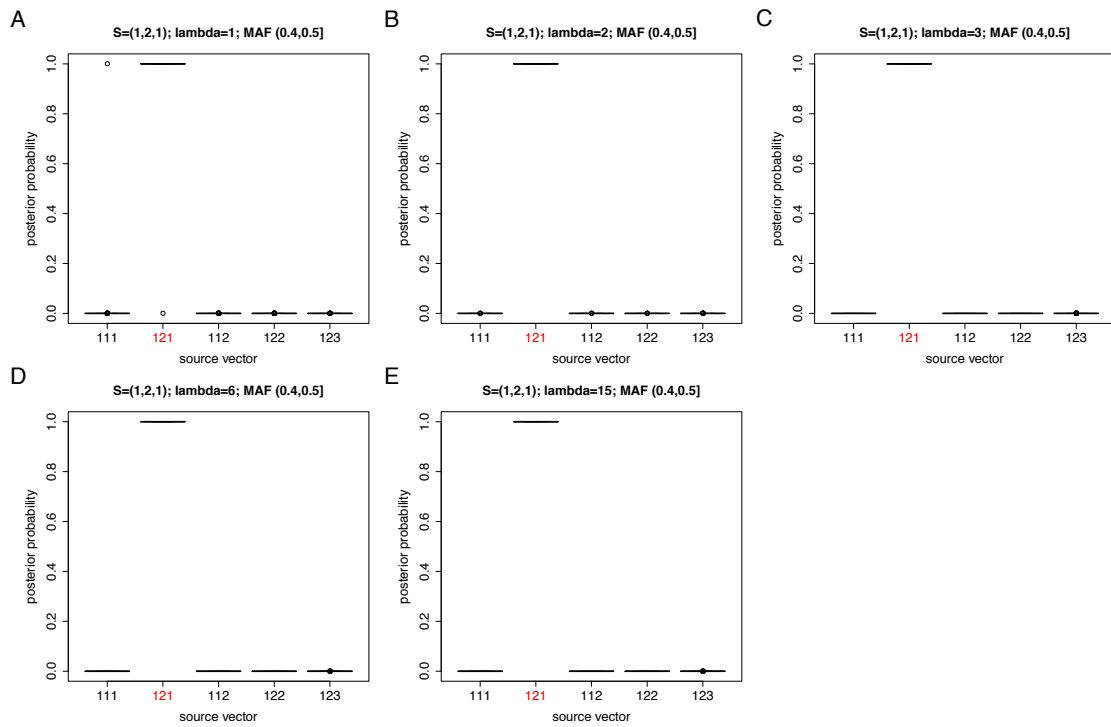 A
S=(1,2,1); lambda=1; MAF (0.4,0.5]
posterior probability
1.0
0.8
0.6
0.4
0.2
0.0
111 121 112 122 123
source vector
B
S=(1,2,1); lambda=2; MAF (0.4,0.5]
posterior probability
1.0
0.8
0.6
0.4
0.2
0.0
111 121 112 122 123
source vector
C
S=(1,2,1); lambda=3; MAF (0.4,0.5]
posterior probability
1.0
0.8
0.6
0.4
0.2
0.0
111 121 112 122 123
source vector
D
S=(1,2,1); lambda=6; MAF (0.4,0.5]
posterior probability
1.0
0.8
0.6
0.4
0.2
0.0
111 121 112 122 123
source vector
E
S=(1,2,1); lambda=15; MAF (0.4,0.5]
posterior probability
1.0
0.8
0.6
0.4
0.2
0.0
111 121 112 122 123
source vector